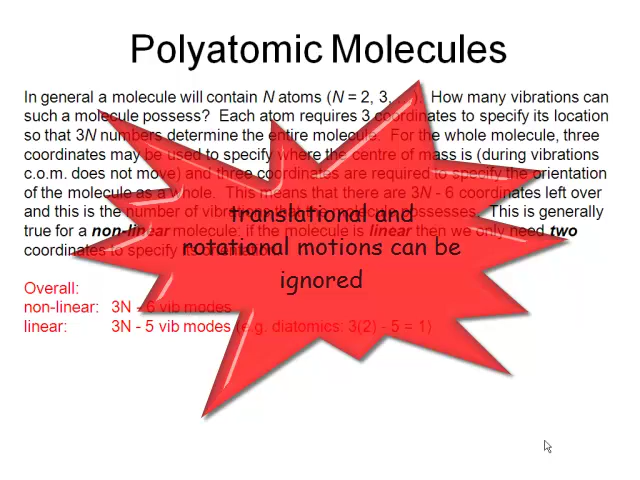 Polyatomic Molecules
In general a molecule will contain N atoms (N = 2, 3, ...). How many vibrations can
such a molecule possess? Each atom requires 3 coordinates to specify its location
so that 3N numbers determine the entire molecule. For the whole molecule, three
coordinates may be used to specify where the centre of mass is (during vibrations
c.o.m. does not move) and three coordinates are required to specify the orientation
of the molecule as a whole. This means that there are 3N - 6 coordinates left over
and this is the number of vibrations that the molecule possesses. This is generally
true for a non-linear molecule: if the molecule is linear then we only need two
coordinates to specify its orientation.
translational and
rotational motions can be
ignored
Overall:
non-linear: 3N - 6 vib modes
linear: 3N - 5 vib modes (e.g. diatomics: 3(2) - 5 = 1)